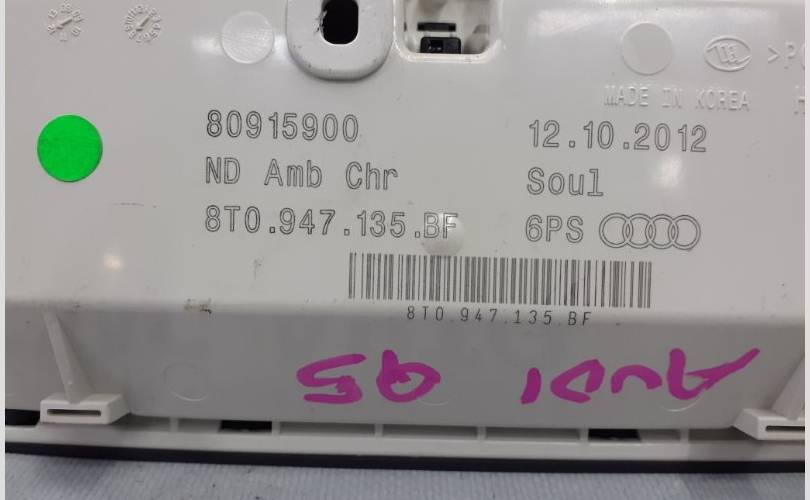 MADE IN KOREA
80915900 12.10.2012
ND Amb Chr Soul
8T0.947.135.BF 6PS
8T0.947.135.BF
AUDI Q5